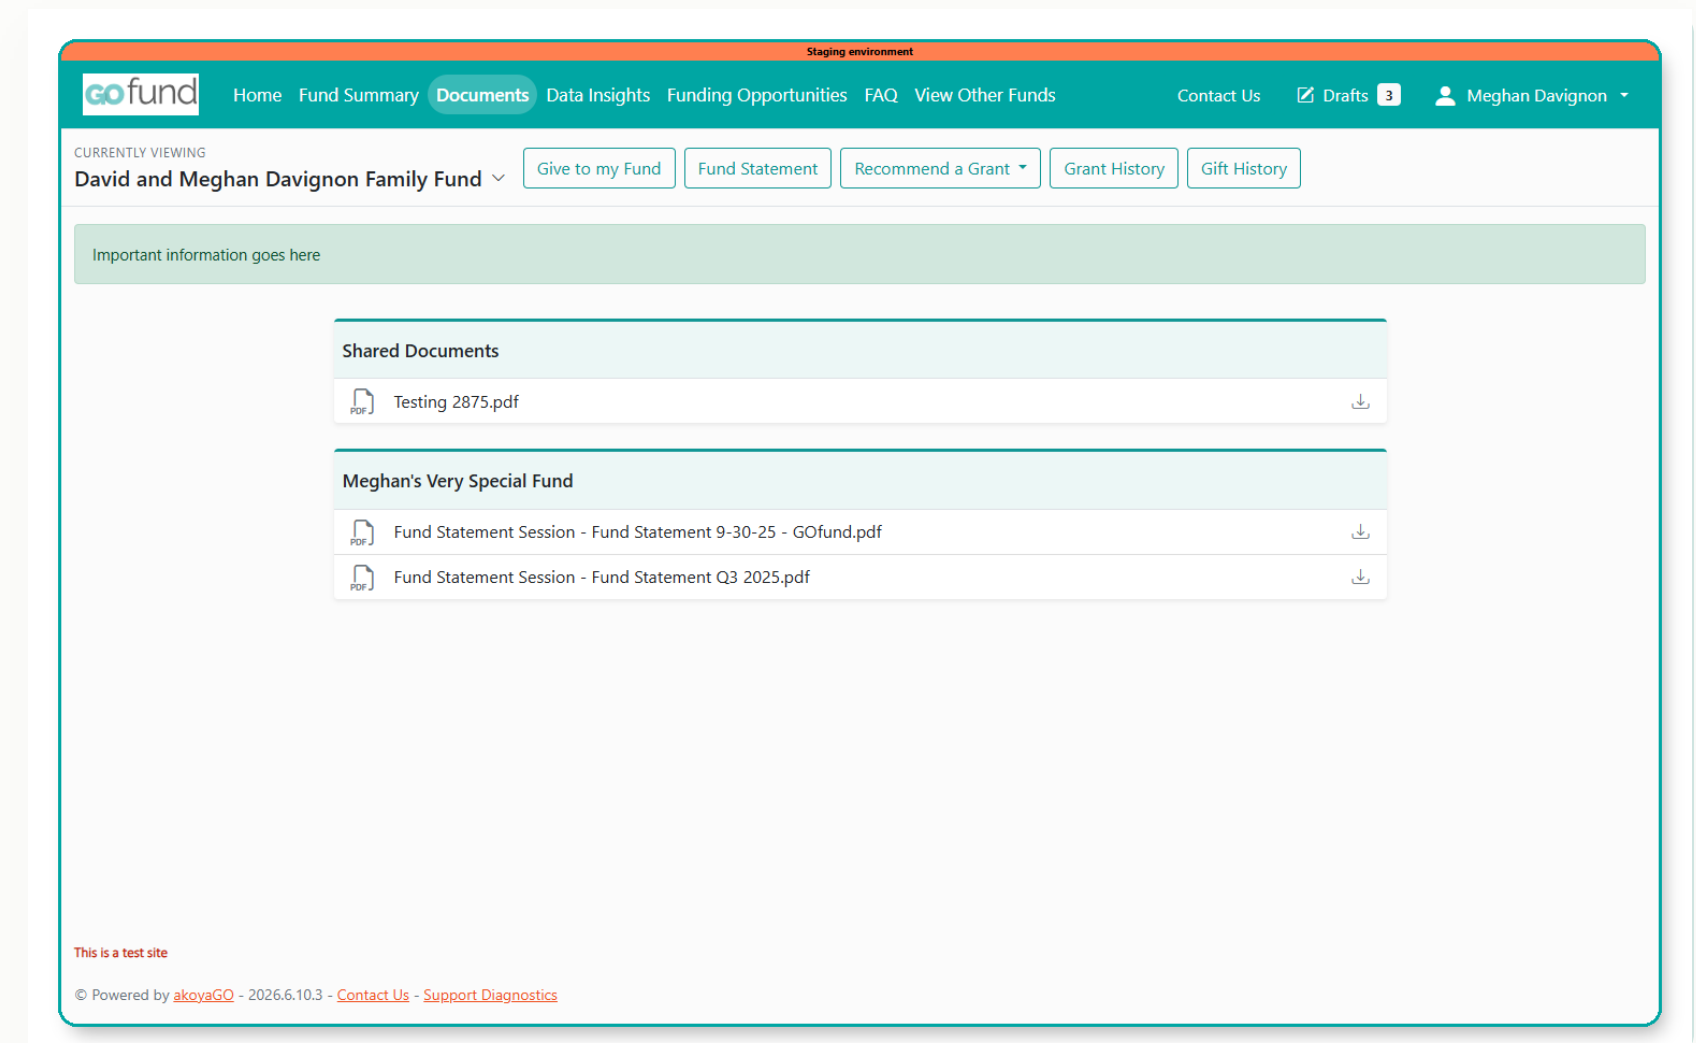 Staging environment
GOfund
Home Fund Summary Documents Data Insights Funding Opportunities FAQ View Other Funds Contact Us Drafts 3 Meghan Davignon
CURRENTLY VIEWING
David and Meghan Davignon Family Fund
Give to my Fund Fund Statement Recommend a Grant Grant History Gift History
Important information goes here
Shared Documents
PDF Testing 2875.pdf
Meghan's Very Special Fund
PDF Fund Statement Session - Fund Statement 9-30-25 - GOfund.pdf
PDF Fund Statement Session - Fund Statement Q3 2025.pdf
This is a test site
© Powered by akoyaGO - 2026.6.10.3 - Contact Us - Support Diagnostics